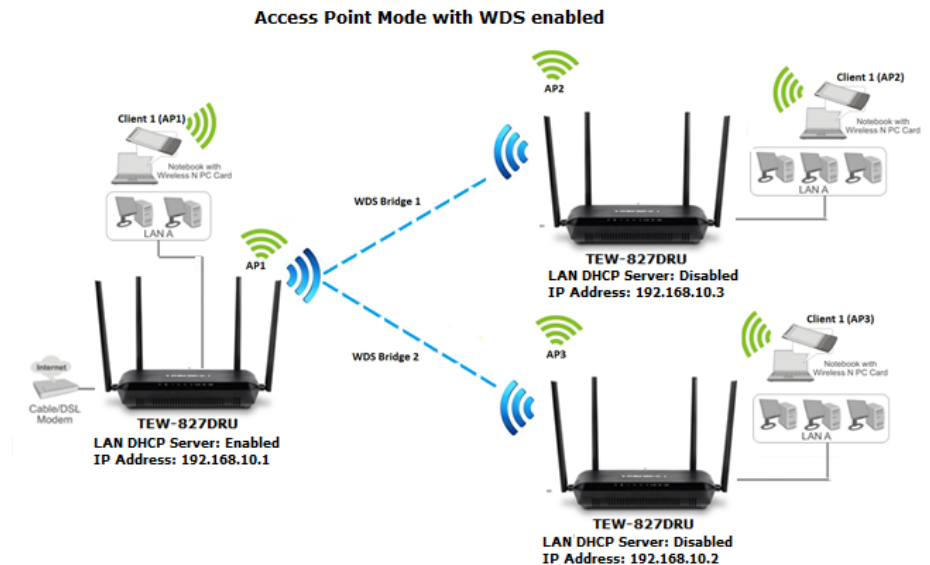 Access Point Mode with WDS enabled
Client 1 (AP1)
Notebook with
Wireless N PC Card
LAN A
AP1
Internet
Cable/DSL
Modem
TEW-827DRU
LAN DHCP Server: Enabled
IP Address: 192.168.10.1
WDS Bridge 1
WDS Bridge 2
AP2
Client 1 (AP2)
Notebook with
Wireless N PC Card
LAN A
TEW-827DRU
LAN DHCP Server: Disabled
IP Address: 192.168.10.3
AP3
Client 1 (AP3)
Notebook with
Wireless N PC Card
LAN A
TEW-827DRU
LAN DHCP Server: Disabled
IP Address: 192.168.10.2